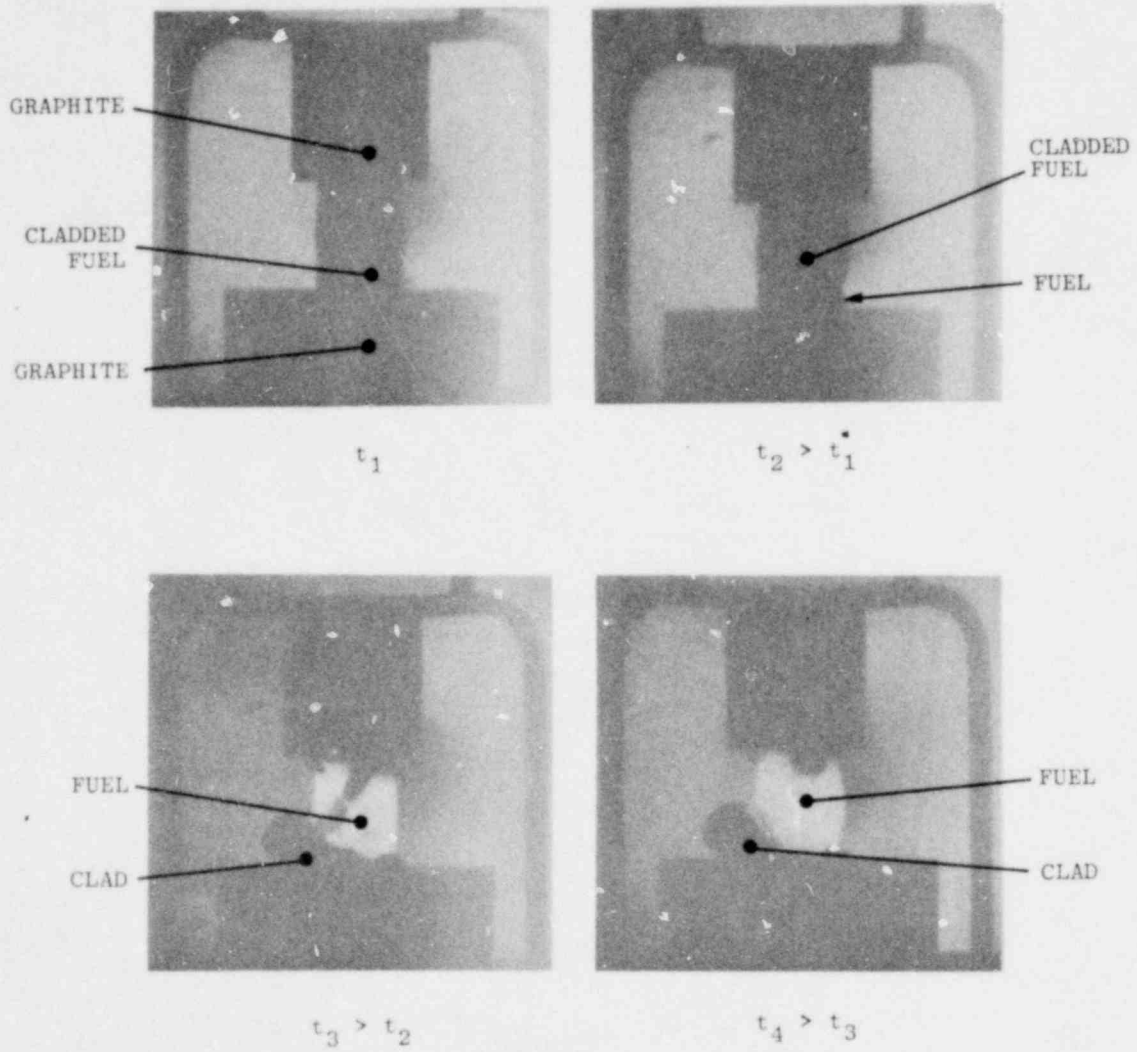 GRAPHITE
CLADDED
FUEL
GRAPHITE
t₁
CLADDED
FUEL
FUEL
t₂ > t₁
FUEL
CLAD
t₃ > t₂
FUEL
CLAD
t₄ > t₃